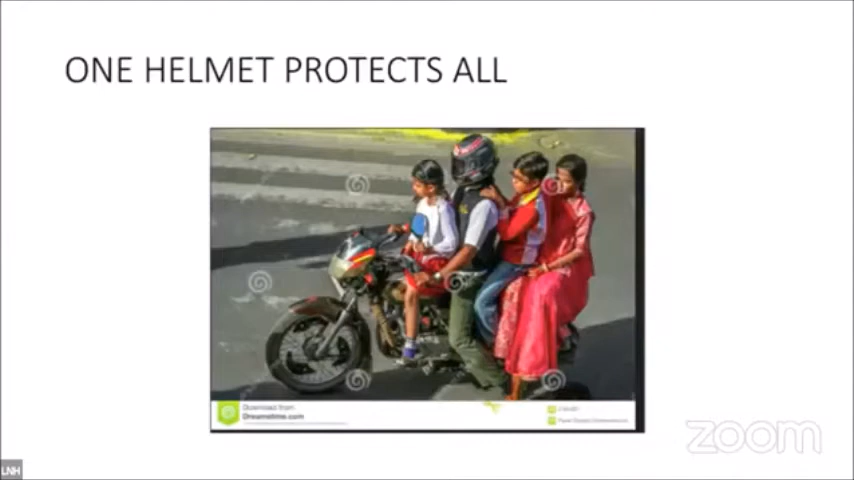 ONE HELMET PROTECTS ALL
Download from
Dreamstime.com
zoom
LNH